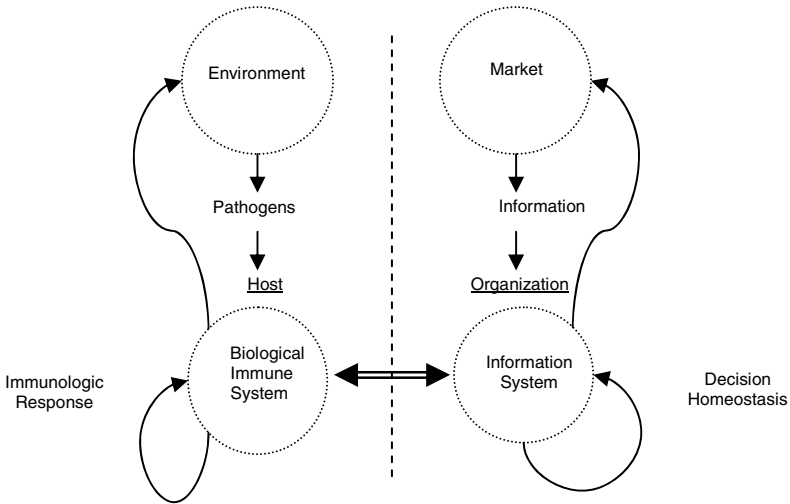 Environment
Market
Pathogens
Information
Host
Organization
Biological
Immune
System
Information
System
Immunologic
Response
Decision
Homeostasis